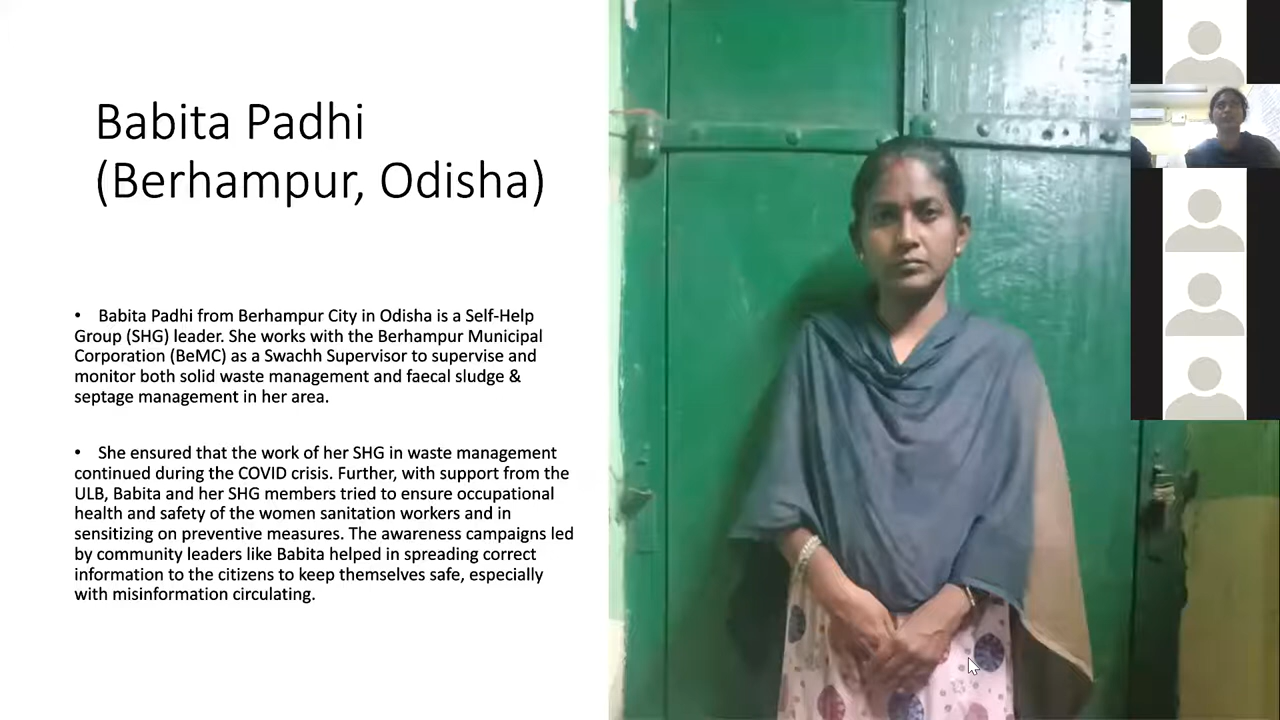 Babita Padhi
(Berhampur, Odisha)
• Babita Padhi from Berhampur City in Odisha is a Self-Help
Group (SHG) leader. She works with the Berhampur Municipal
Corporation (BeMC) as a Swachh Supervisor to supervise and
monitor both solid waste management and faecal sludge &
septage management in her area.
• She ensured that the work of her SHG in waste management
continued during the COVID crisis. Further, with support from the
ULB, Babita and her SHG members tried to ensure occupational
health and safety of the women sanitation workers and in
sensitizing on preventive measures. The awareness campaigns led
by community leaders like Babita helped in spreading correct
information to the citizens to keep themselves safe, especially
with misinformation circulating.